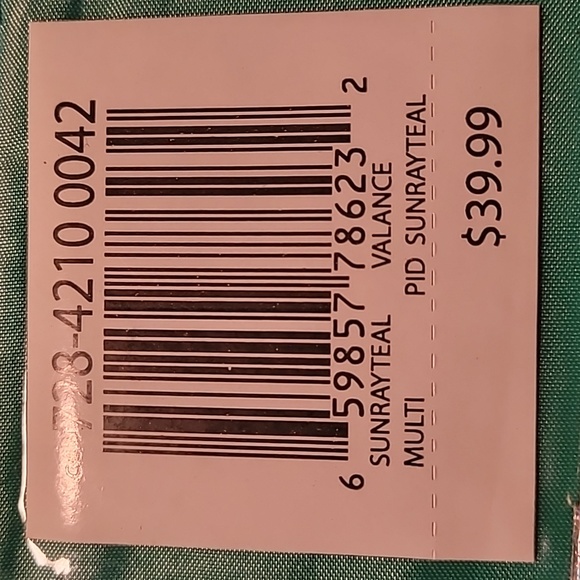 728-4210 0042
6 59857 78623 2
SUNRAYTEAL VALANCE
MULTI PID SUNRAYTEAL
$39.99